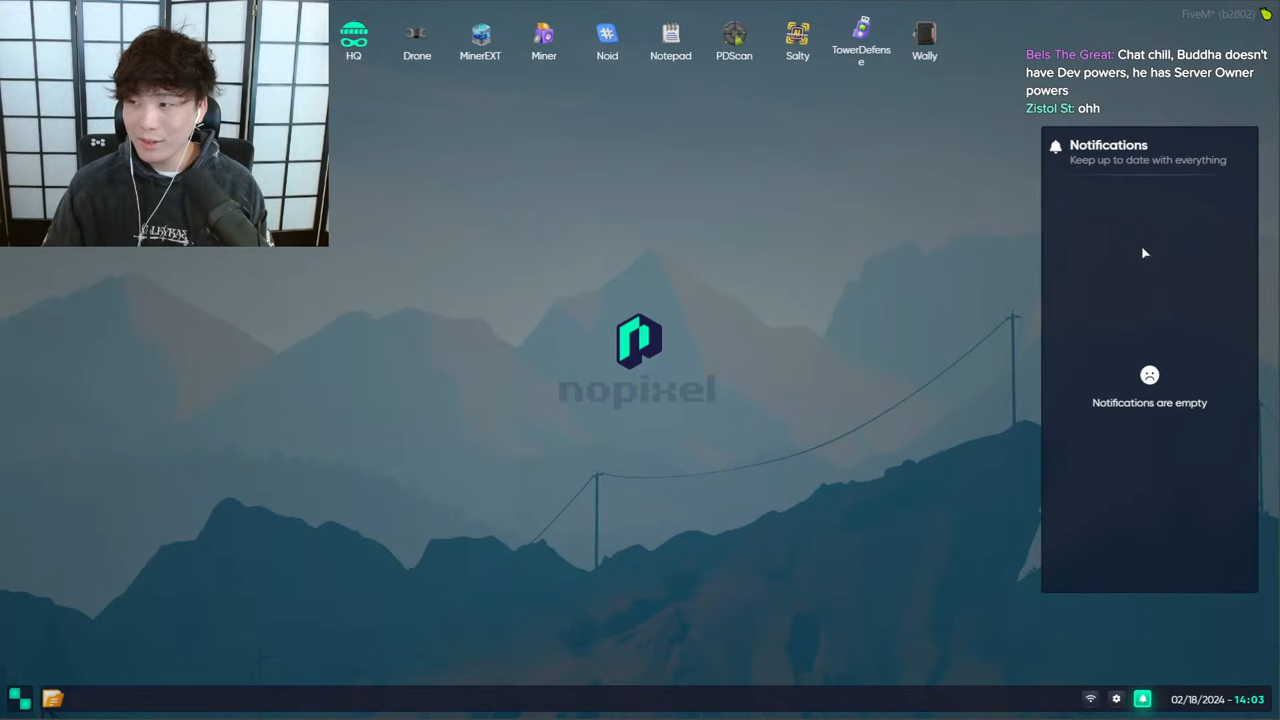 FiveM* (b2802)
HQ
Drone
MinerEXT
Miner
Noid
Notepad
PDScan
Salty
TowerDefens
e
Wally
Bels The Great: Chat chill, Buddha doesn't
have Dev powers, he has Server Owner
powers
Zistol St: ohh
Notifications
Keep up to date with everything
Notifications are empty
nopixel
02/18/2024 - 14:03